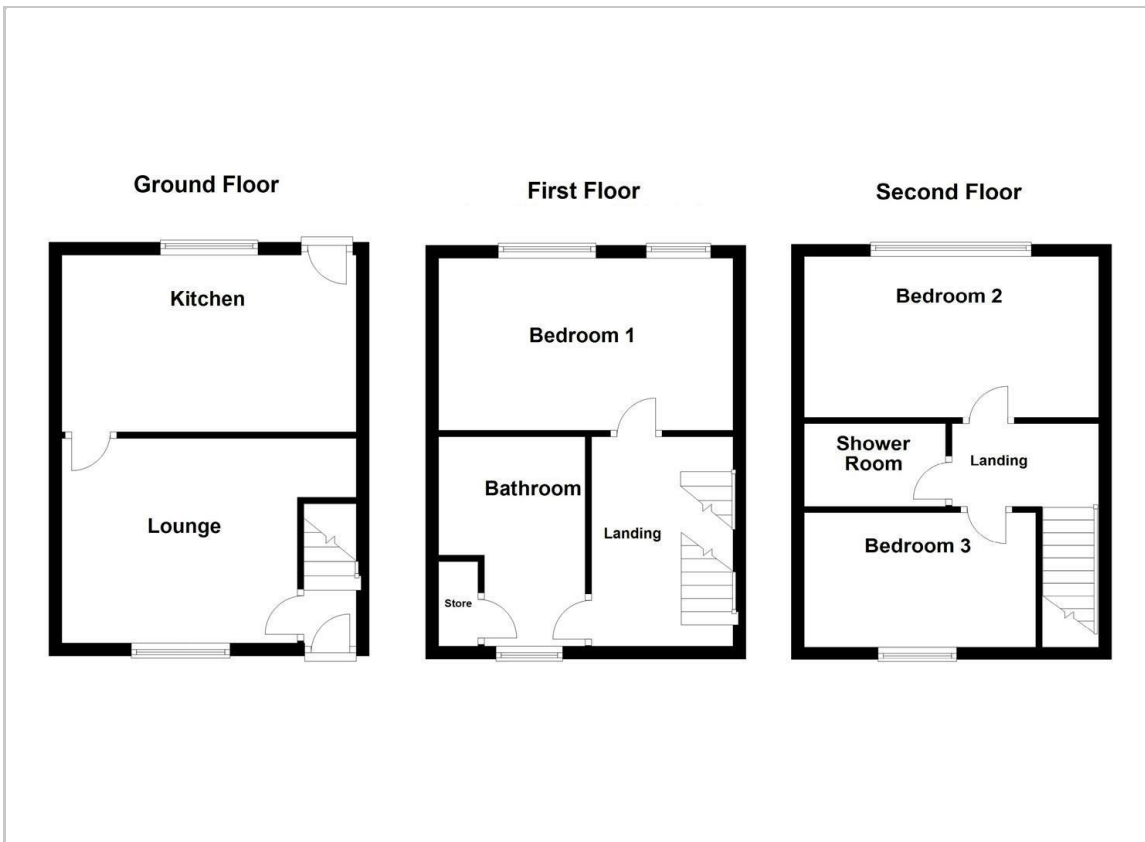 Ground Floor
Kitchen
Lounge
First Floor
Bedroom 1
Bathroom
Landing
Store
Second Floor
Bedroom 2
Shower
Room
Landing
Bedroom 3